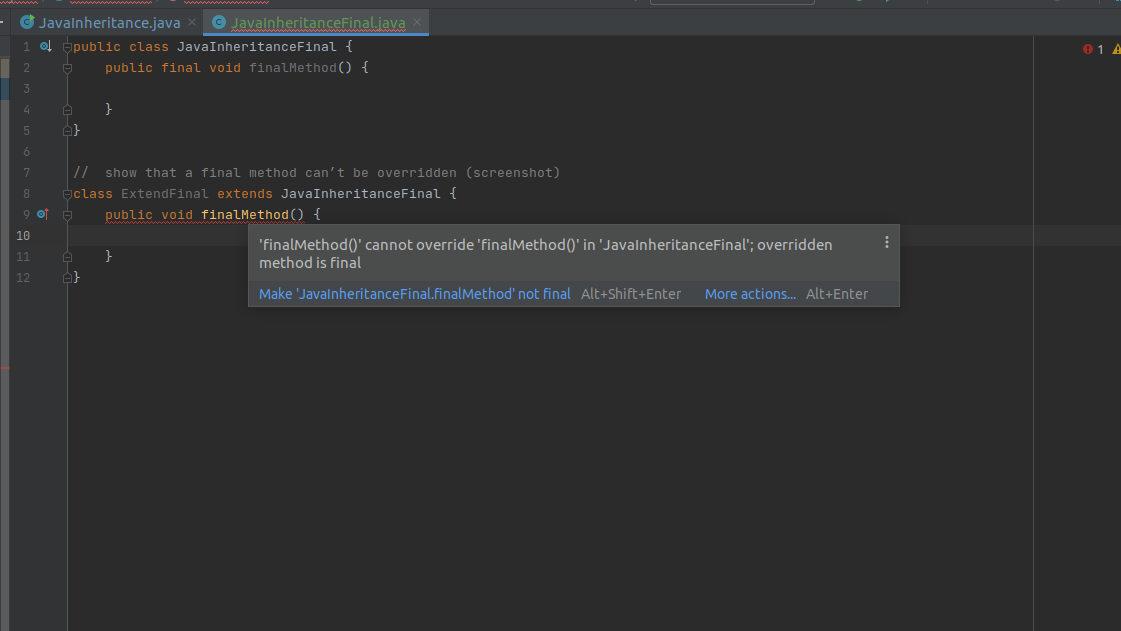 JavaInheritance.java JavaInheritanceFinal.java
1 public class JavaInheritanceFinal {
2 public final void finalMethod() {
3
4 }
5 }
6
7 // show that a final method can’t be overridden (screenshot)
8 class ExtendFinal extends JavaInheritanceFinal {
9 public void finalMethod() {
10
11 }
12 }
1
'finalMethod()' cannot override 'finalMethod()' in 'JavaInheritanceFinal'; overridden
method is final
Make 'JavaInheritanceFinal.finalMethod' not final Alt+Shift+Enter More actions... Alt+Enter